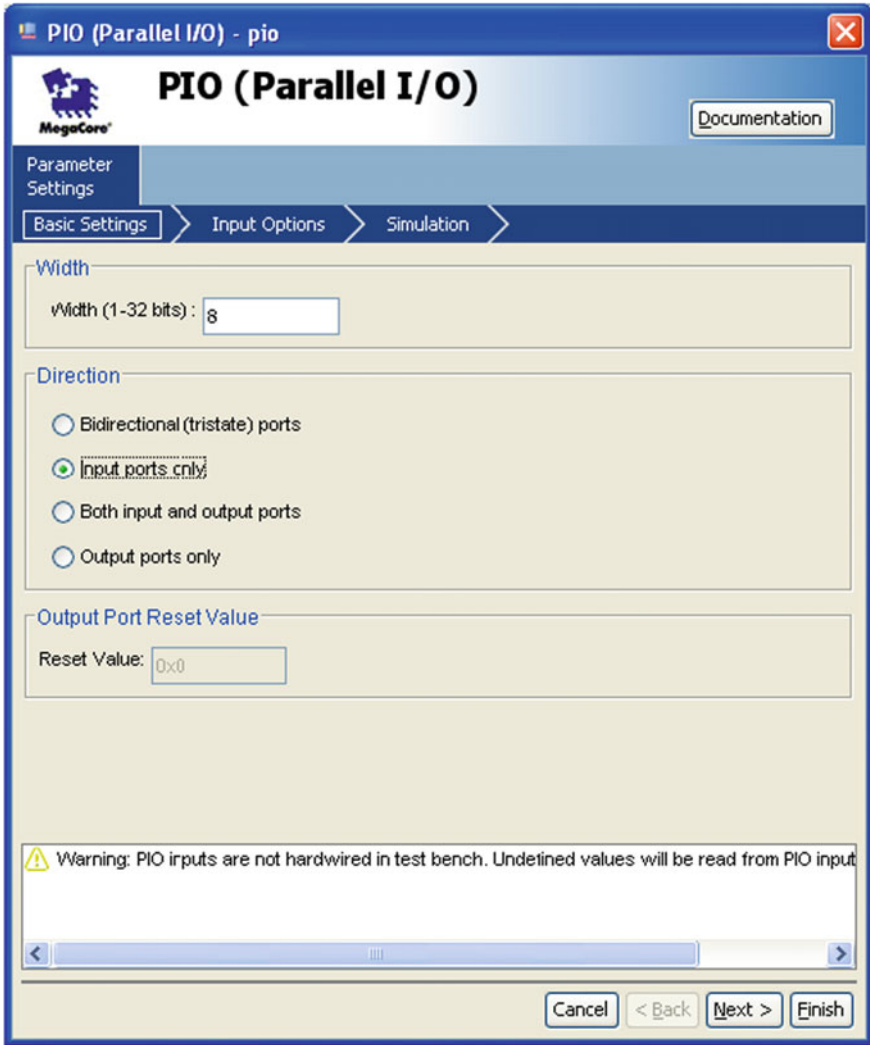 PIO (Parallel I/O) - pio
MegaCore®
PIO (Parallel I/O)
Documentation
Parameter
Settings
Basic Settings
Input Options
Simulation
Width
Width (1-32 bits) :
8
Direction
Bidirectional (tristate) ports
Input ports only
Both input and output ports
Output ports only
Output Port Reset Value
Reset Value:
0x0
Warning: PIO inputs are not hardwired in test bench. Undefined values will be read from PIO input
Cancel
< Back
Next >
Finish